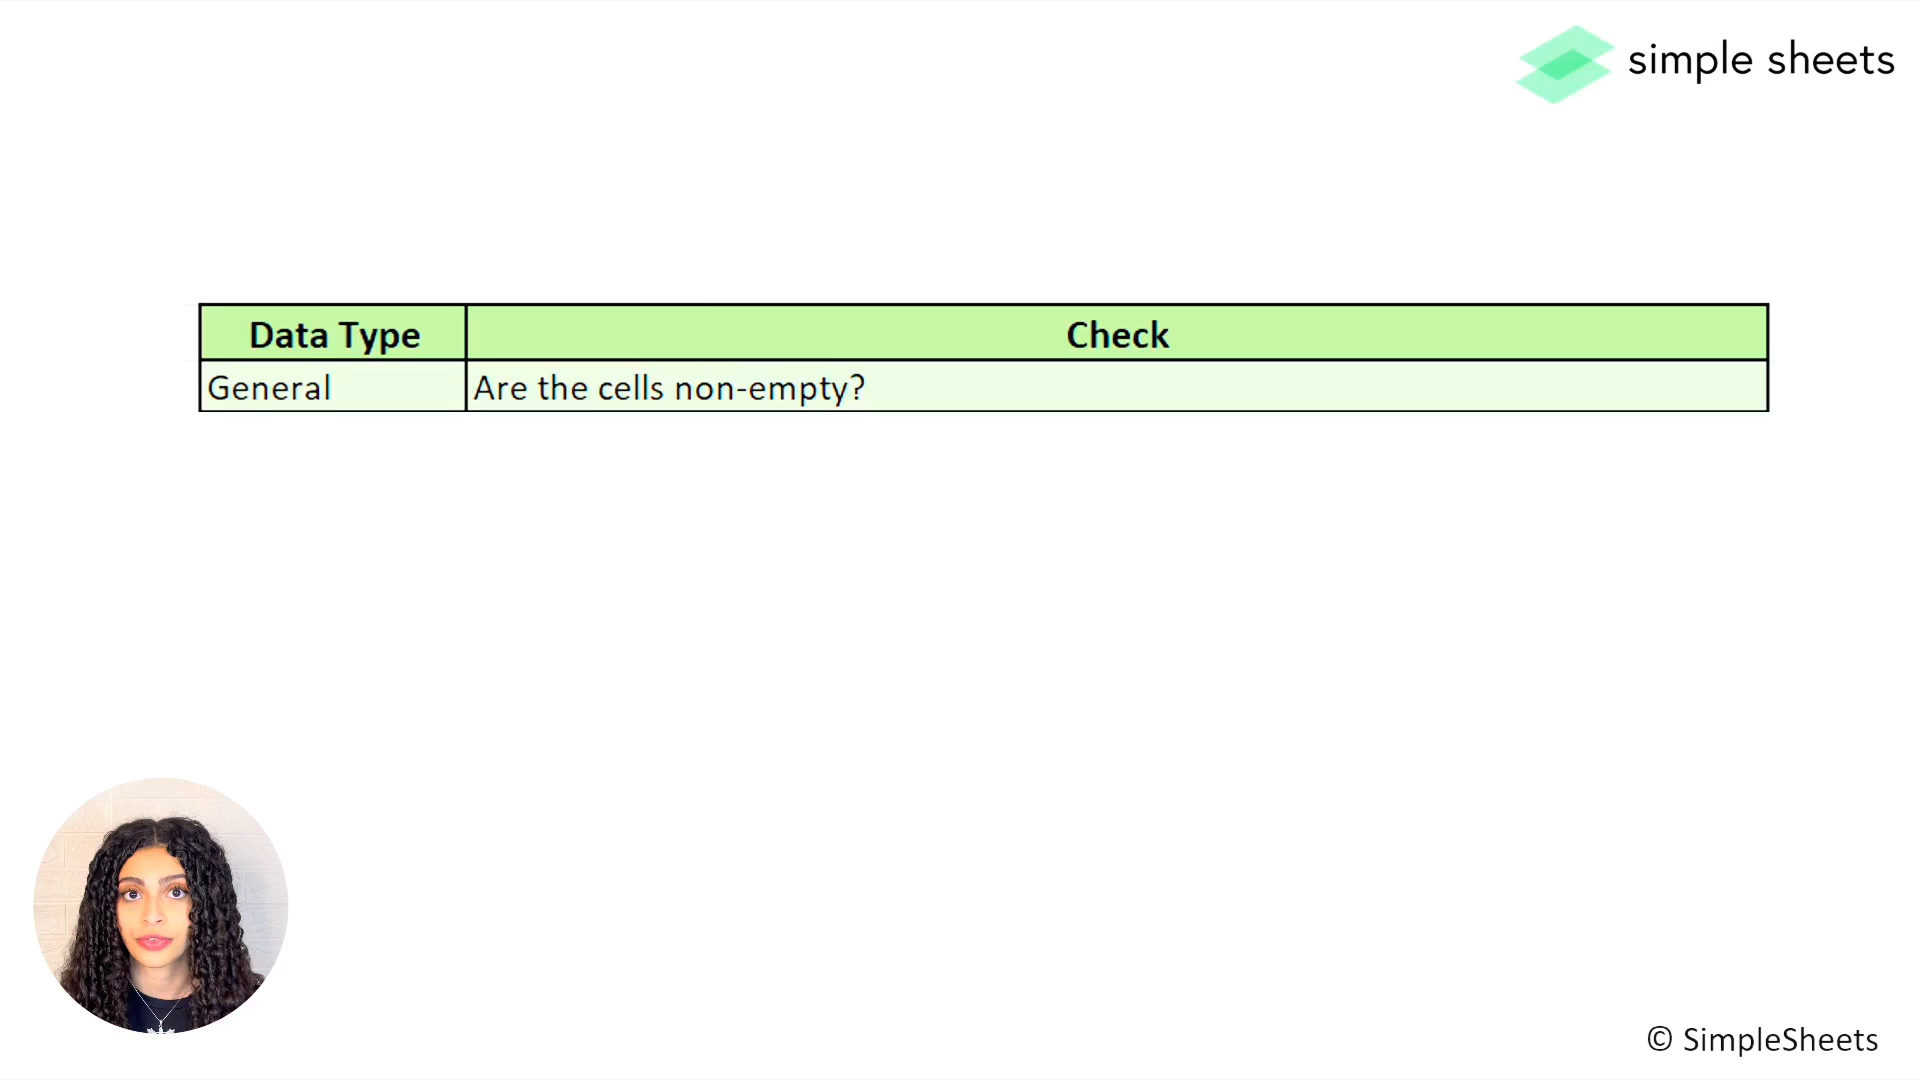 simple sheets
Data Type Check
General Are the cells non-empty?
© SimpleSheets